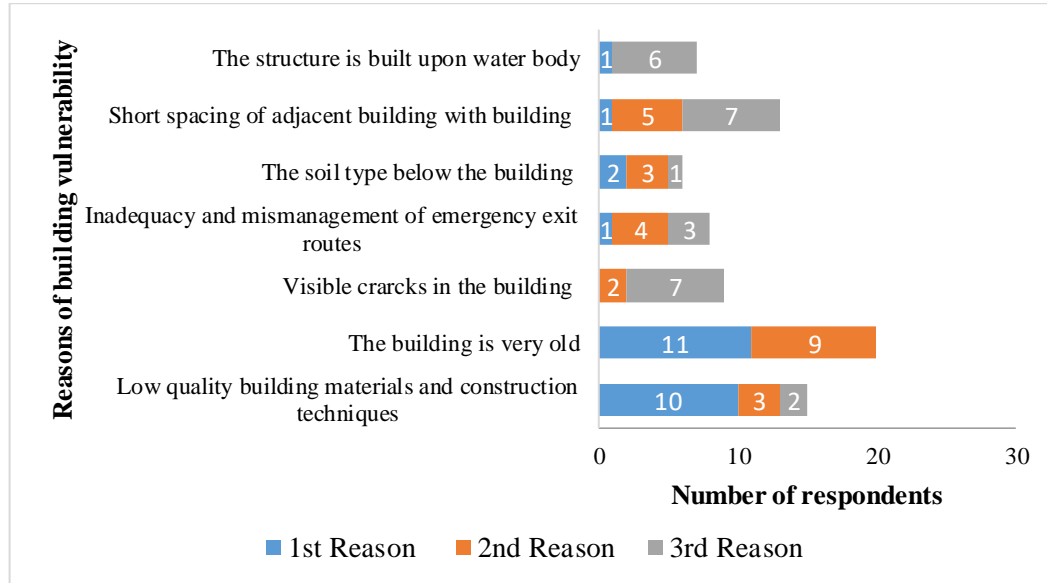 Reasons of building vulnerability
The structure is built upon water body
1 6
Short spacing of adjacent building with building
1 5 7
The soil type below the building
2 3 1
Inadequacy and mismanagement of emergency exit
routes
1 4 3
Visible crarcks in the building
2 7
The building is very old
11 9
Low quality building materials and construction
techniques
10 3 2
0 10 20 30
Number of respondents
1st Reason 2nd Reason 3rd Reason